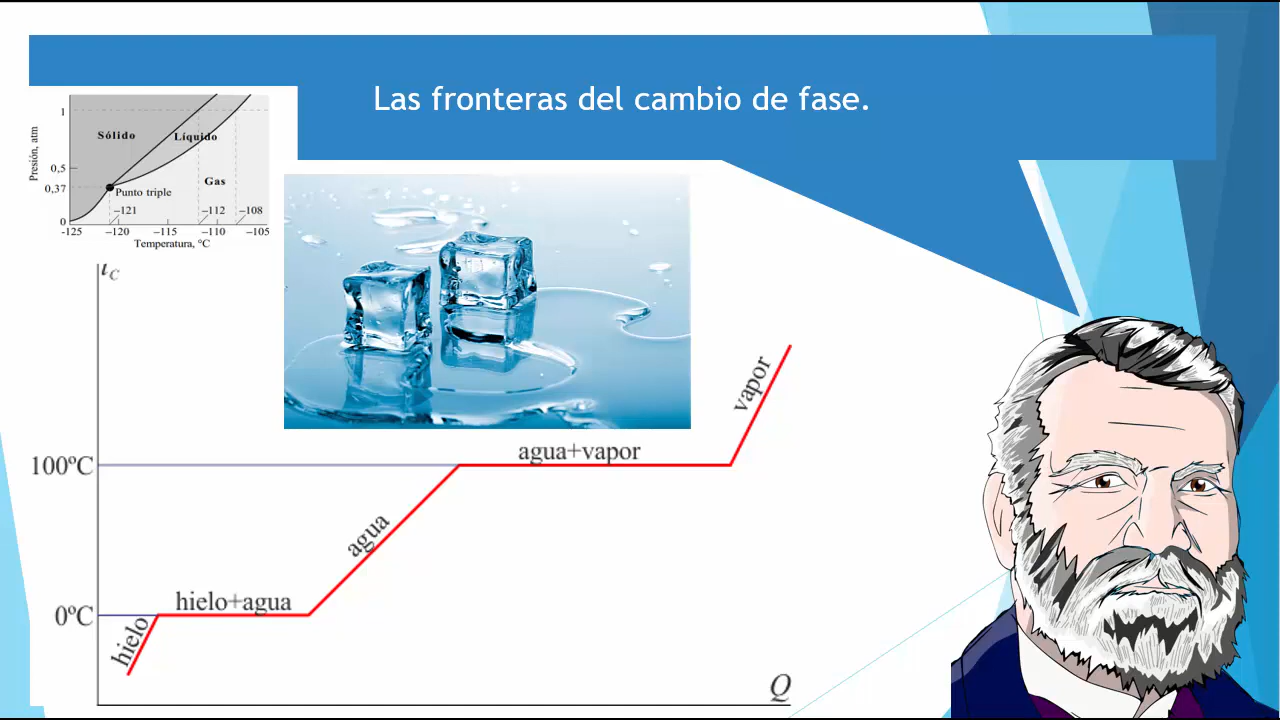 Las fronteras del cambio de fase.
1
Sólido
Líquido
Presión, atm
0,5
Gas
0,37
Punto triple
–121
–112
–108
0
-125
–120
–115
–110
–105
Temperatura, °C
t_C
vapor
agua+vapor
100ºC
agua
hielo+agua
0ºC
hielo
Q